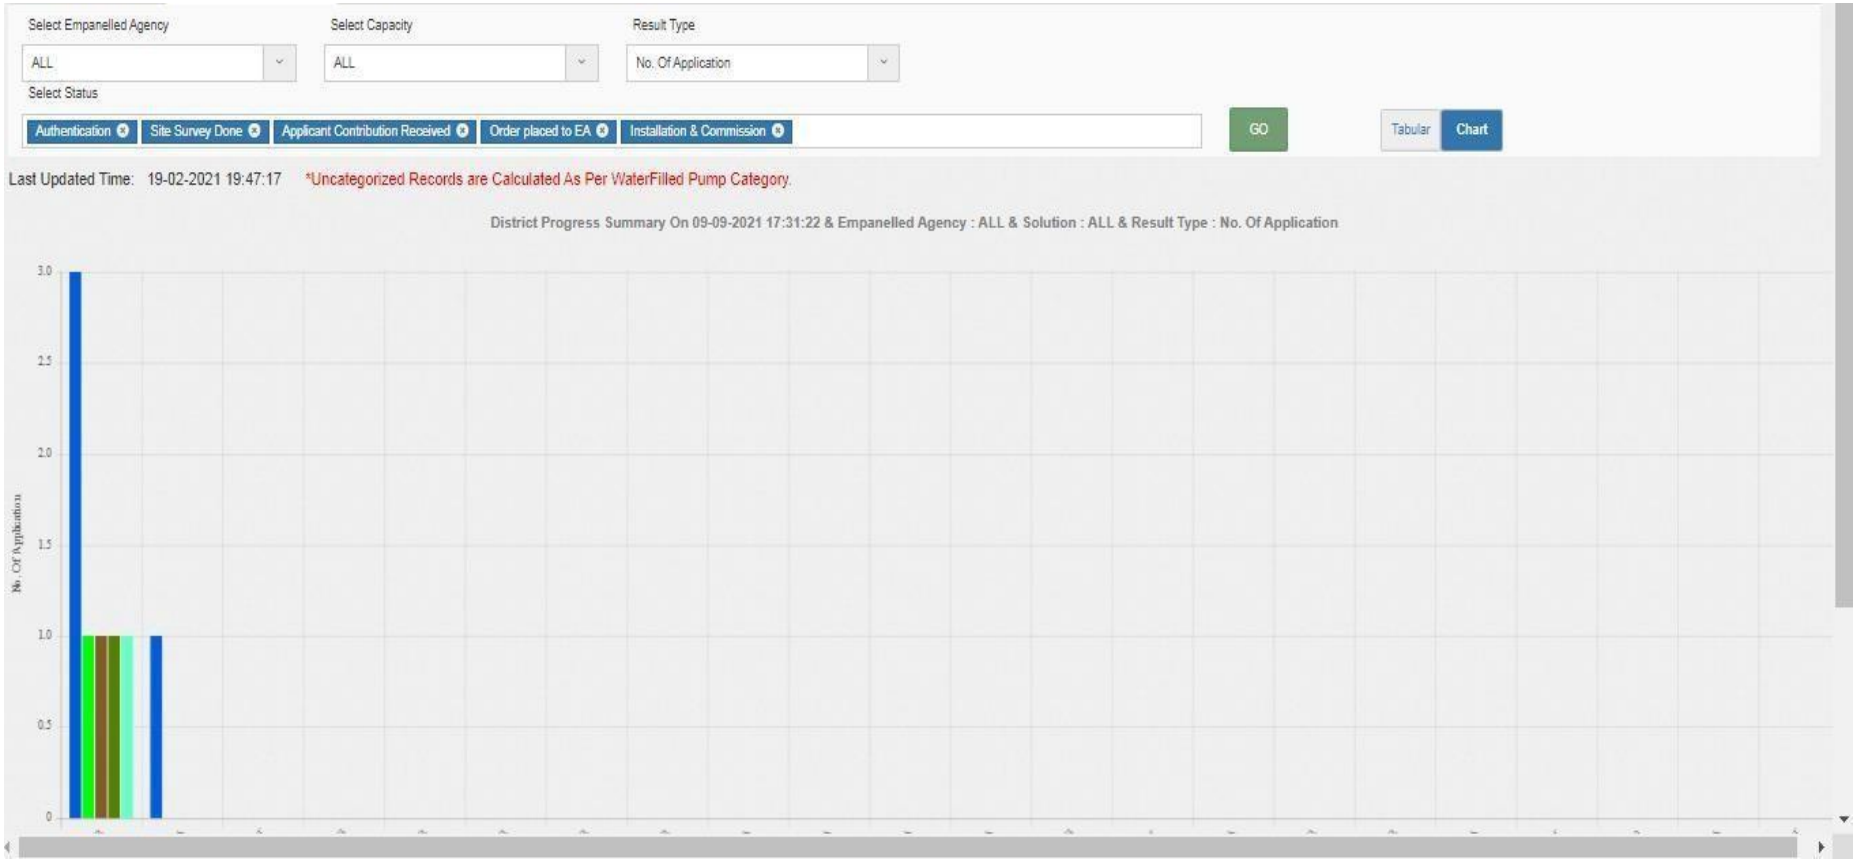 Select Empanelled Agency Select Capacity Result Type
ALL ALL No. Of Application
Select Status
Authentication Site Survey Done Applicant Contribution Received Order placed to EA Installation & Commission GO Tabular Chart
Last Updated Time: 19-02-2021 19:47:17 *Uncategorized Records are Calculated As Per WaterFilled Pump Category.
District Progress Summary On 09-09-2021 17:31:22 & Empanelled Agency : ALL & Solution : ALL & Result Type : No. Of Application
3.0
2.5
2.0
No. Of Application
1.5
1.0
0.5
0